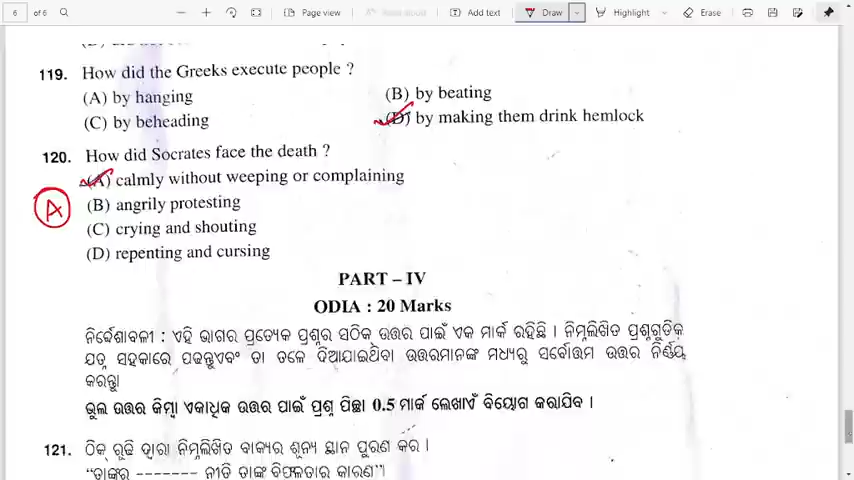 6 of 6 Page view Read aloud Add text Draw Highlight Erase
119. How did the Greeks execute people ?
(A) by hanging (B) by beating
(C) by beheading (D) by making them drink hemlock
120. How did Socrates face the death ?
(A) calmly without weeping or complaining
A (B) angrily protesting
(C) crying and shouting
(D) repenting and cursing
PART – IV
ODIA : 20 Marks
ନିର୍ଦ୍ଦେଶାବଳୀ : ଏହି ଭାଗର ପ୍ରତ୍ୟେକ ପ୍ରଶ୍ନର ସଠିକ୍ ଉତ୍ତର ପାଇଁ ଏକ ମାର୍କ ରହିଛି । ନିମ୍ନଲିଖିତ ପ୍ରଶ୍ନଗୁଡ଼ିକ
ଯତ୍ନ ସହକାରେ ପଢନ୍ତୁଏବଂ ତା ତଳେ ଦିଆଯାଇଥିବା ଉତ୍ତରମାନଙ୍କ ମଧ୍ୟରୁ ସର୍ବୋତ୍ତମ ଉତ୍ତର ନିର୍ଣ୍ଣୟ
କରନ୍ତୁ।
ଭୁଲ ଉତ୍ତର କିମ୍ବା ଏକାଧିକ ଉତ୍ତର ପାଇଁ ପ୍ରଶ୍ନ ପିଚ୍ଛା 0.5 ମାର୍କ ଲେଖାଏଁ ବିୟୋଗ କରାଯିବ ।
121. ଠିକ୍ ରୂଢି ଦ୍ୱାରା ନିମ୍ନଲିଖିତ ବାକ୍ୟର ଶୂନ୍ୟ ସ୍ଥାନ ପୁରଣ କର ।
“ତାଙ୍କର ------- ନୀତି ତାଙ୍କ ବିଫଳତାର କାରଣ”।